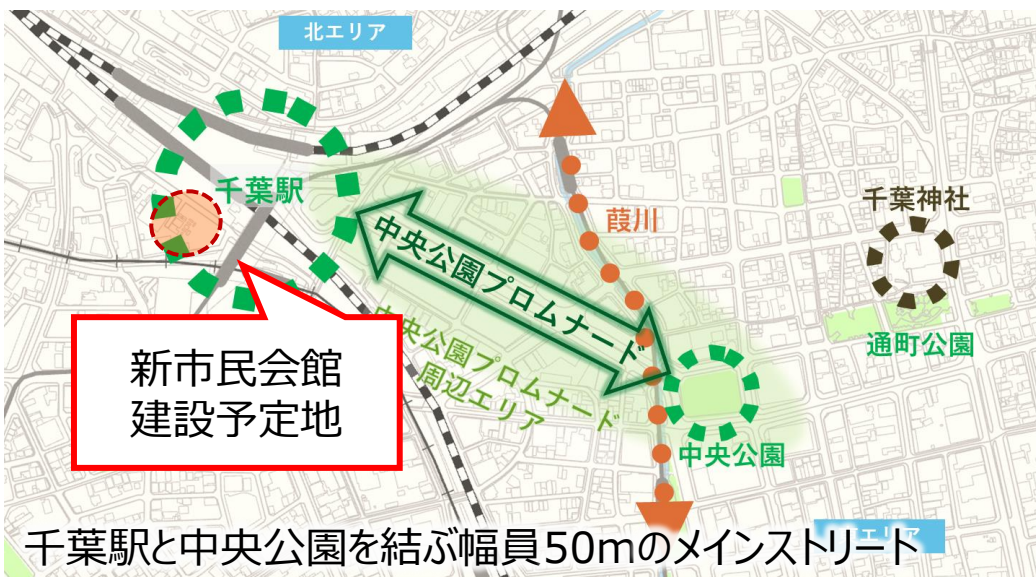 北エリア
千葉駅
葭川
千葉神社
中央公園プロムナード
中央公園プロムナード
周辺エリア
通町公園
新市民会館
建設予定地
中央公園
エリア
千葉駅と中央公園を結ぶ幅員50mのメインストリート